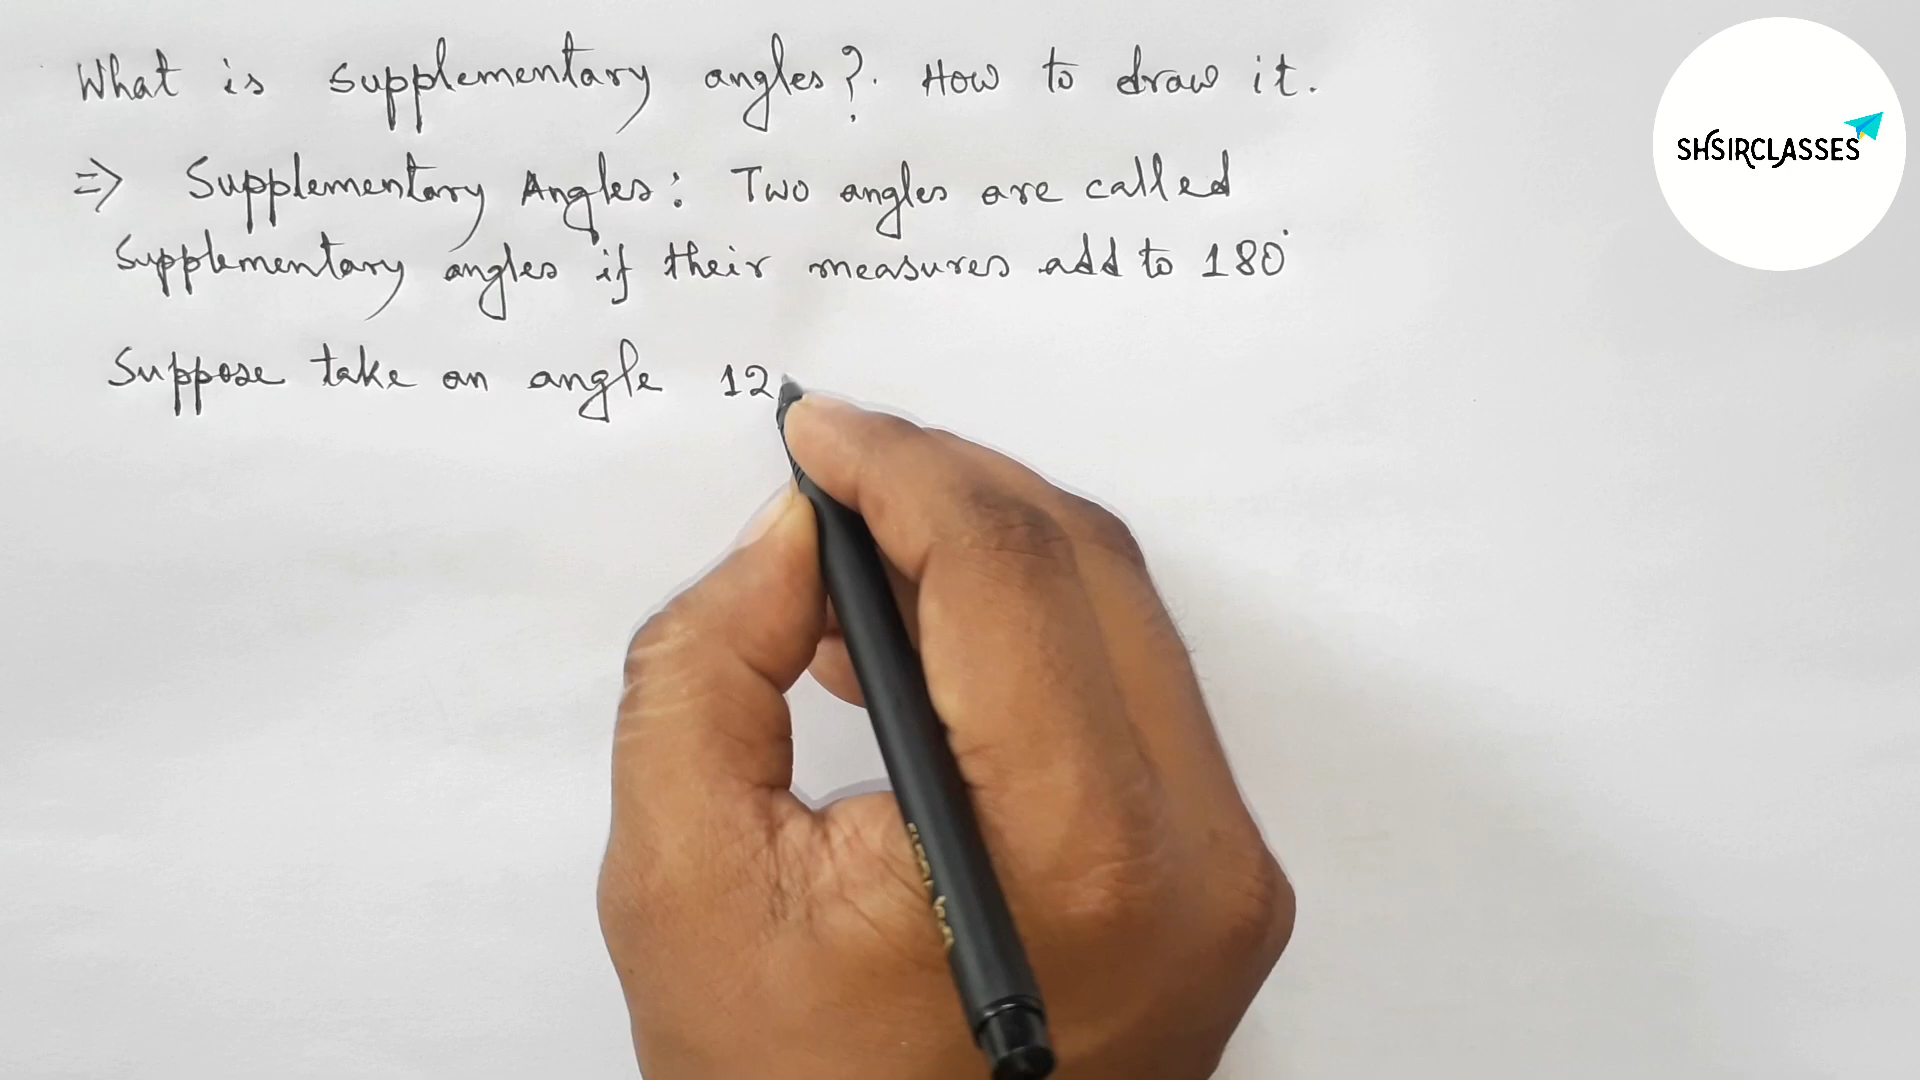 What is supplementary angles? How to draw it.
SHSIRCLASSES
⇒ Supplementary Angles: Two angles are called
supplementary angles if their measures add to 180°
Suppose take an angle 12